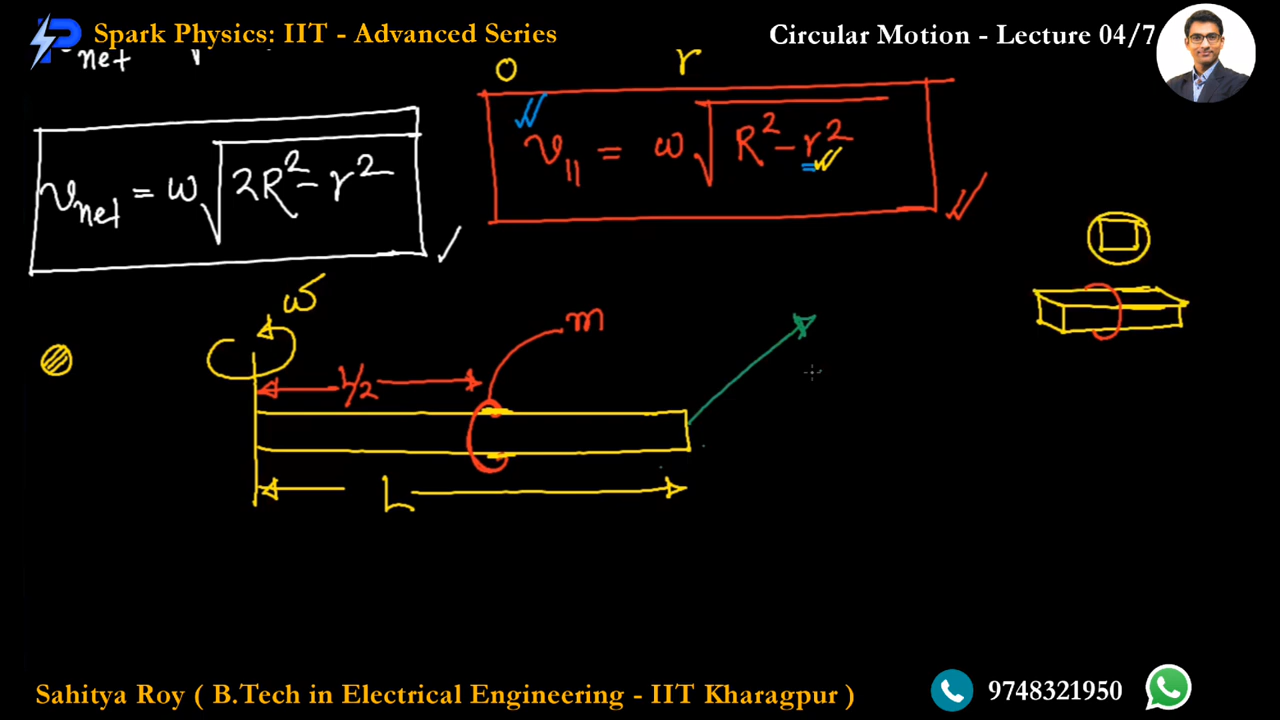 Spark Physics: IIT - Advanced Series
Circular Motion - Lecture 04/7
net
0 r
v_net = ω√(2R² - r²)
v_|| = ω√(R² - r²)
ω
m
L/2
L
Sahitya Roy ( B.Tech in Electrical Engineering - IIT Kharagpur )
9748321950